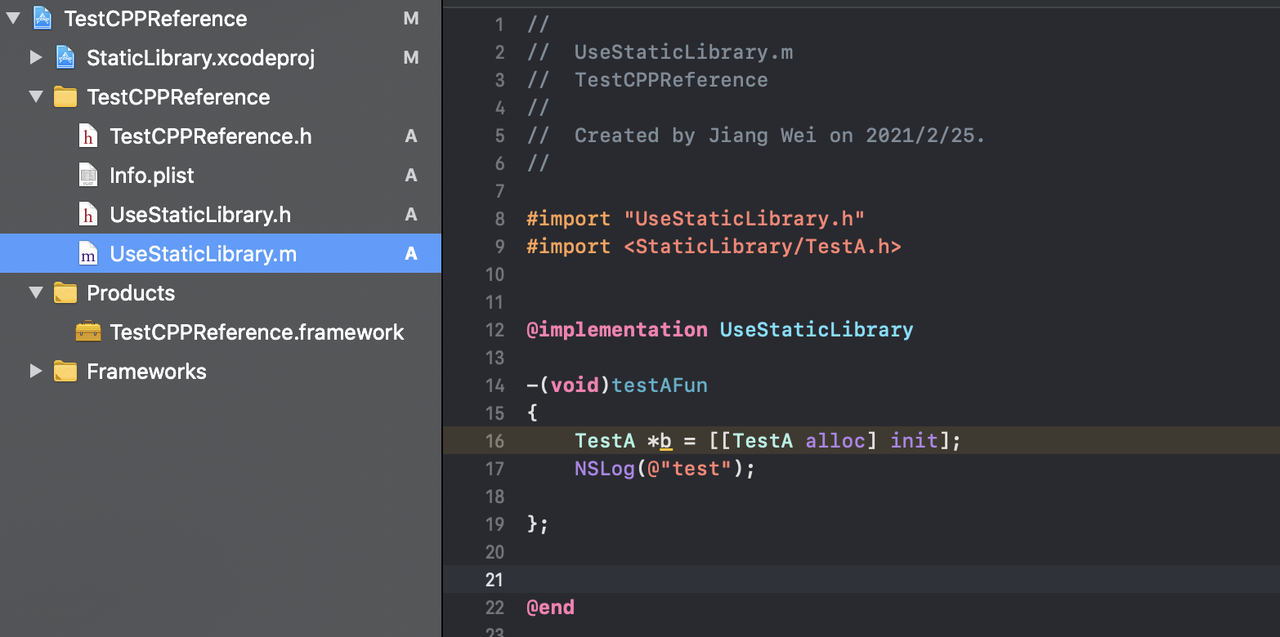 TestCPPReference M
StaticLibrary.xcodeproj M
TestCPPReference
TestCPPReference.h A
Info.plist A
UseStaticLibrary.h A
UseStaticLibrary.m A
Products
TestCPPReference.framework
Frameworks
1 //
2 //  UseStaticLibrary.m
3 //  TestCPPReference
4 //
5 //  Created by Jiang Wei on 2021/2/25.
6 //
7
8 #import "UseStaticLibrary.h"
9 #import <StaticLibrary/TestA.h>
10
11
12 @implementation UseStaticLibrary
13
14 -(void)testAFun
15 {
16     TestA *b = [[TestA alloc] init];
17     NSLog(@"test");
18
19 };
20
21
22 @end
23